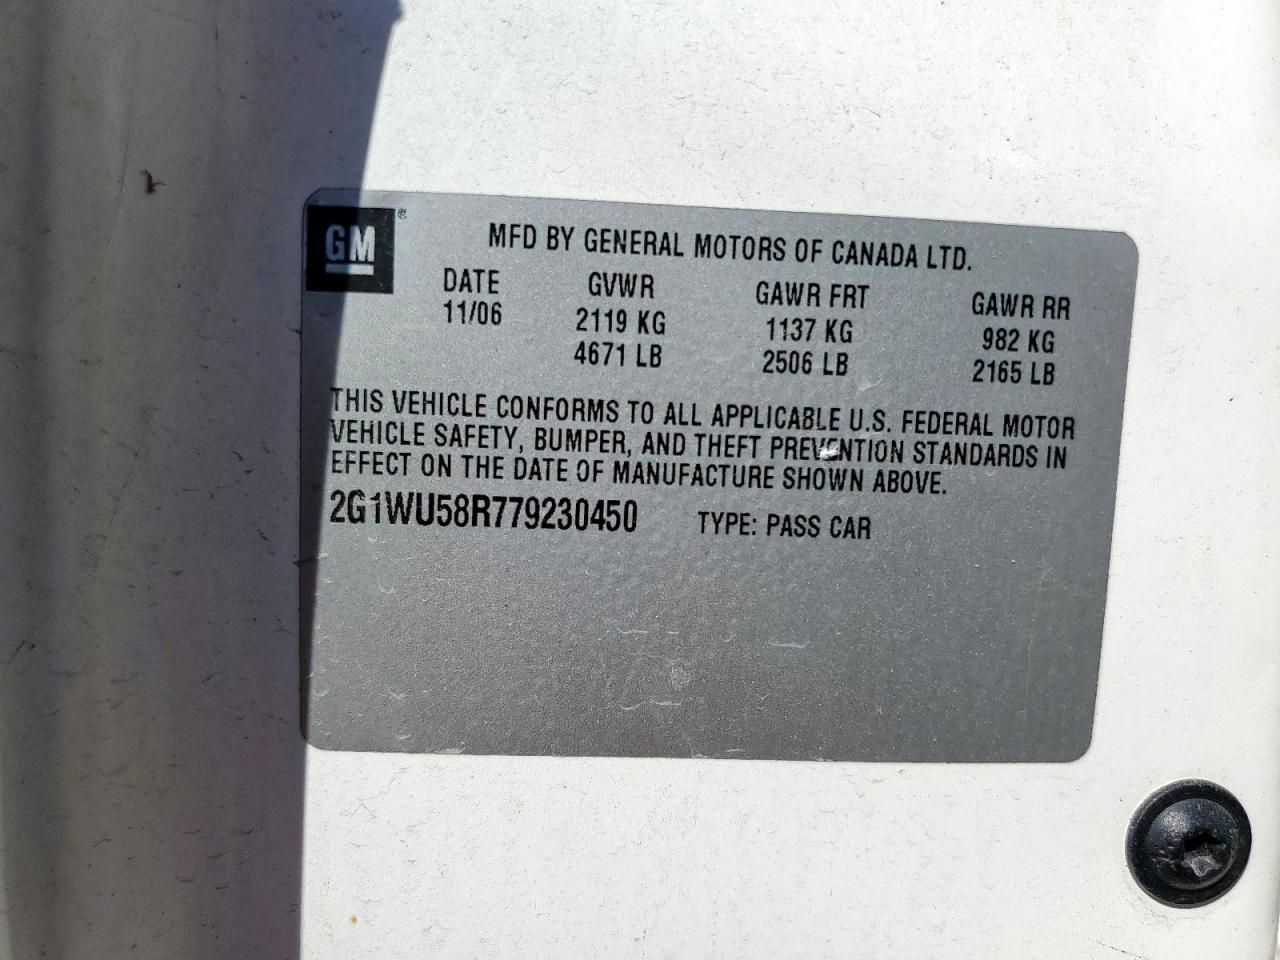 GM ®
MFD BY GENERAL MOTORS OF CANADA LTD.
DATE GVWR GAWR FRT GAWR RR
11/06 2119 KG 1137 KG 982 KG
4671 LB 2506 LB 2165 LB
THIS VEHICLE CONFORMS TO ALL APPLICABLE U.S. FEDERAL MOTOR
VEHICLE SAFETY, BUMPER, AND THEFT PREVENTION STANDARDS IN
EFFECT ON THE DATE OF MANUFACTURE SHOWN ABOVE.
2G1WU58R779230450 TYPE: PASS CAR